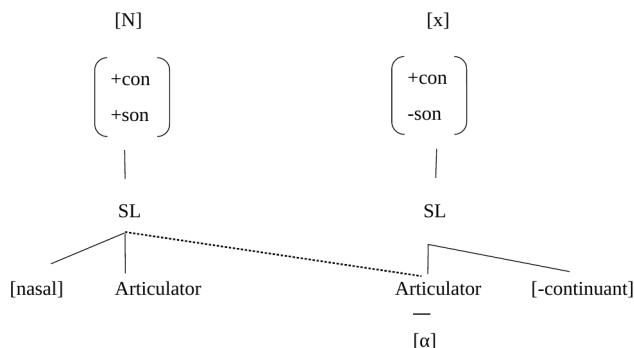 [N] [x]
+con +con
+son -son
SL SL
[nasal] Articulator Articulator [-continuant]
[α]